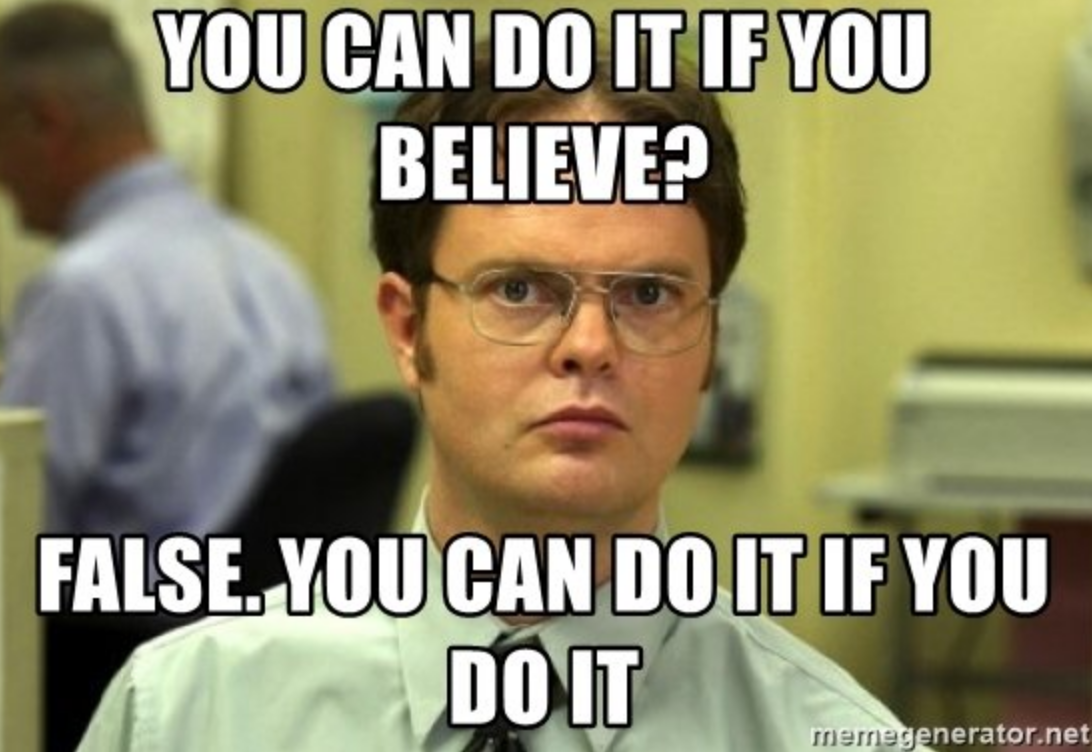 YOU CAN DO IT IF YOU
BELIEVE?
FALSE. YOU CAN DO IT IF YOU
DO IT
memegenerator.net